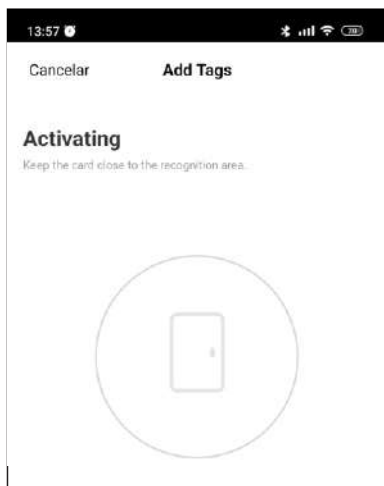 13:57
Cancelar Add Tags
Activating
Keep the card close to the recognition area.